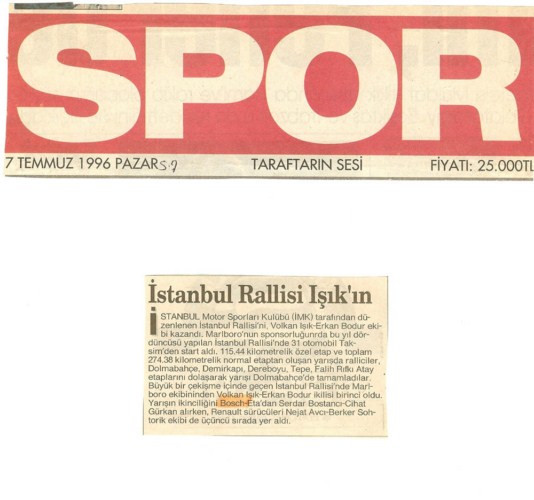 SPOR
7 TEMMUZ 1996 PAZAR S.7 TARAFTARIN SESİ FİYATI: 25.000TL
İstanbul Rallisi Işık'ın
İSTANBUL Motor Sporları Kulübü (İMK) tarafından dü-
zenlenen İstanbul Rallisi'ni, Volkan Işık-Erkan Bodur eki-
bi kazandı. Marlboro'nun sponsorluğunrda bu yıl dör-
düncüsü yapılan İstanbul Rallisi'nde 31 otomobil Tak-
sim'den start aldı. 115.44 kilometrelik özel etap ve toplam
274.38 kilometrelik normal etaptan oluşan yarışda ralliciler,
Dolmabahçe, Demirkapı, Dereboyu, Tepe, Falih Rıfkı Atay
etaplarını dolaşarak yarışı Dolmabahçe'de tamamladılar.
Büyük bir çekişme içinde geçen İstanbul Rallisi'nde Marl-
boro ekibininden Volkan Işık-Erkan Bodur ikilisi birinci oldu.
Yarışın ikinciliğini Bosch-Eta'dan Serdar Bostancı-Cihat
Gürkan alırken, Renault sürücüleri Nejat Avcı-Berker Soh-
torik ekibi de üçüncü sırada yer aldı.